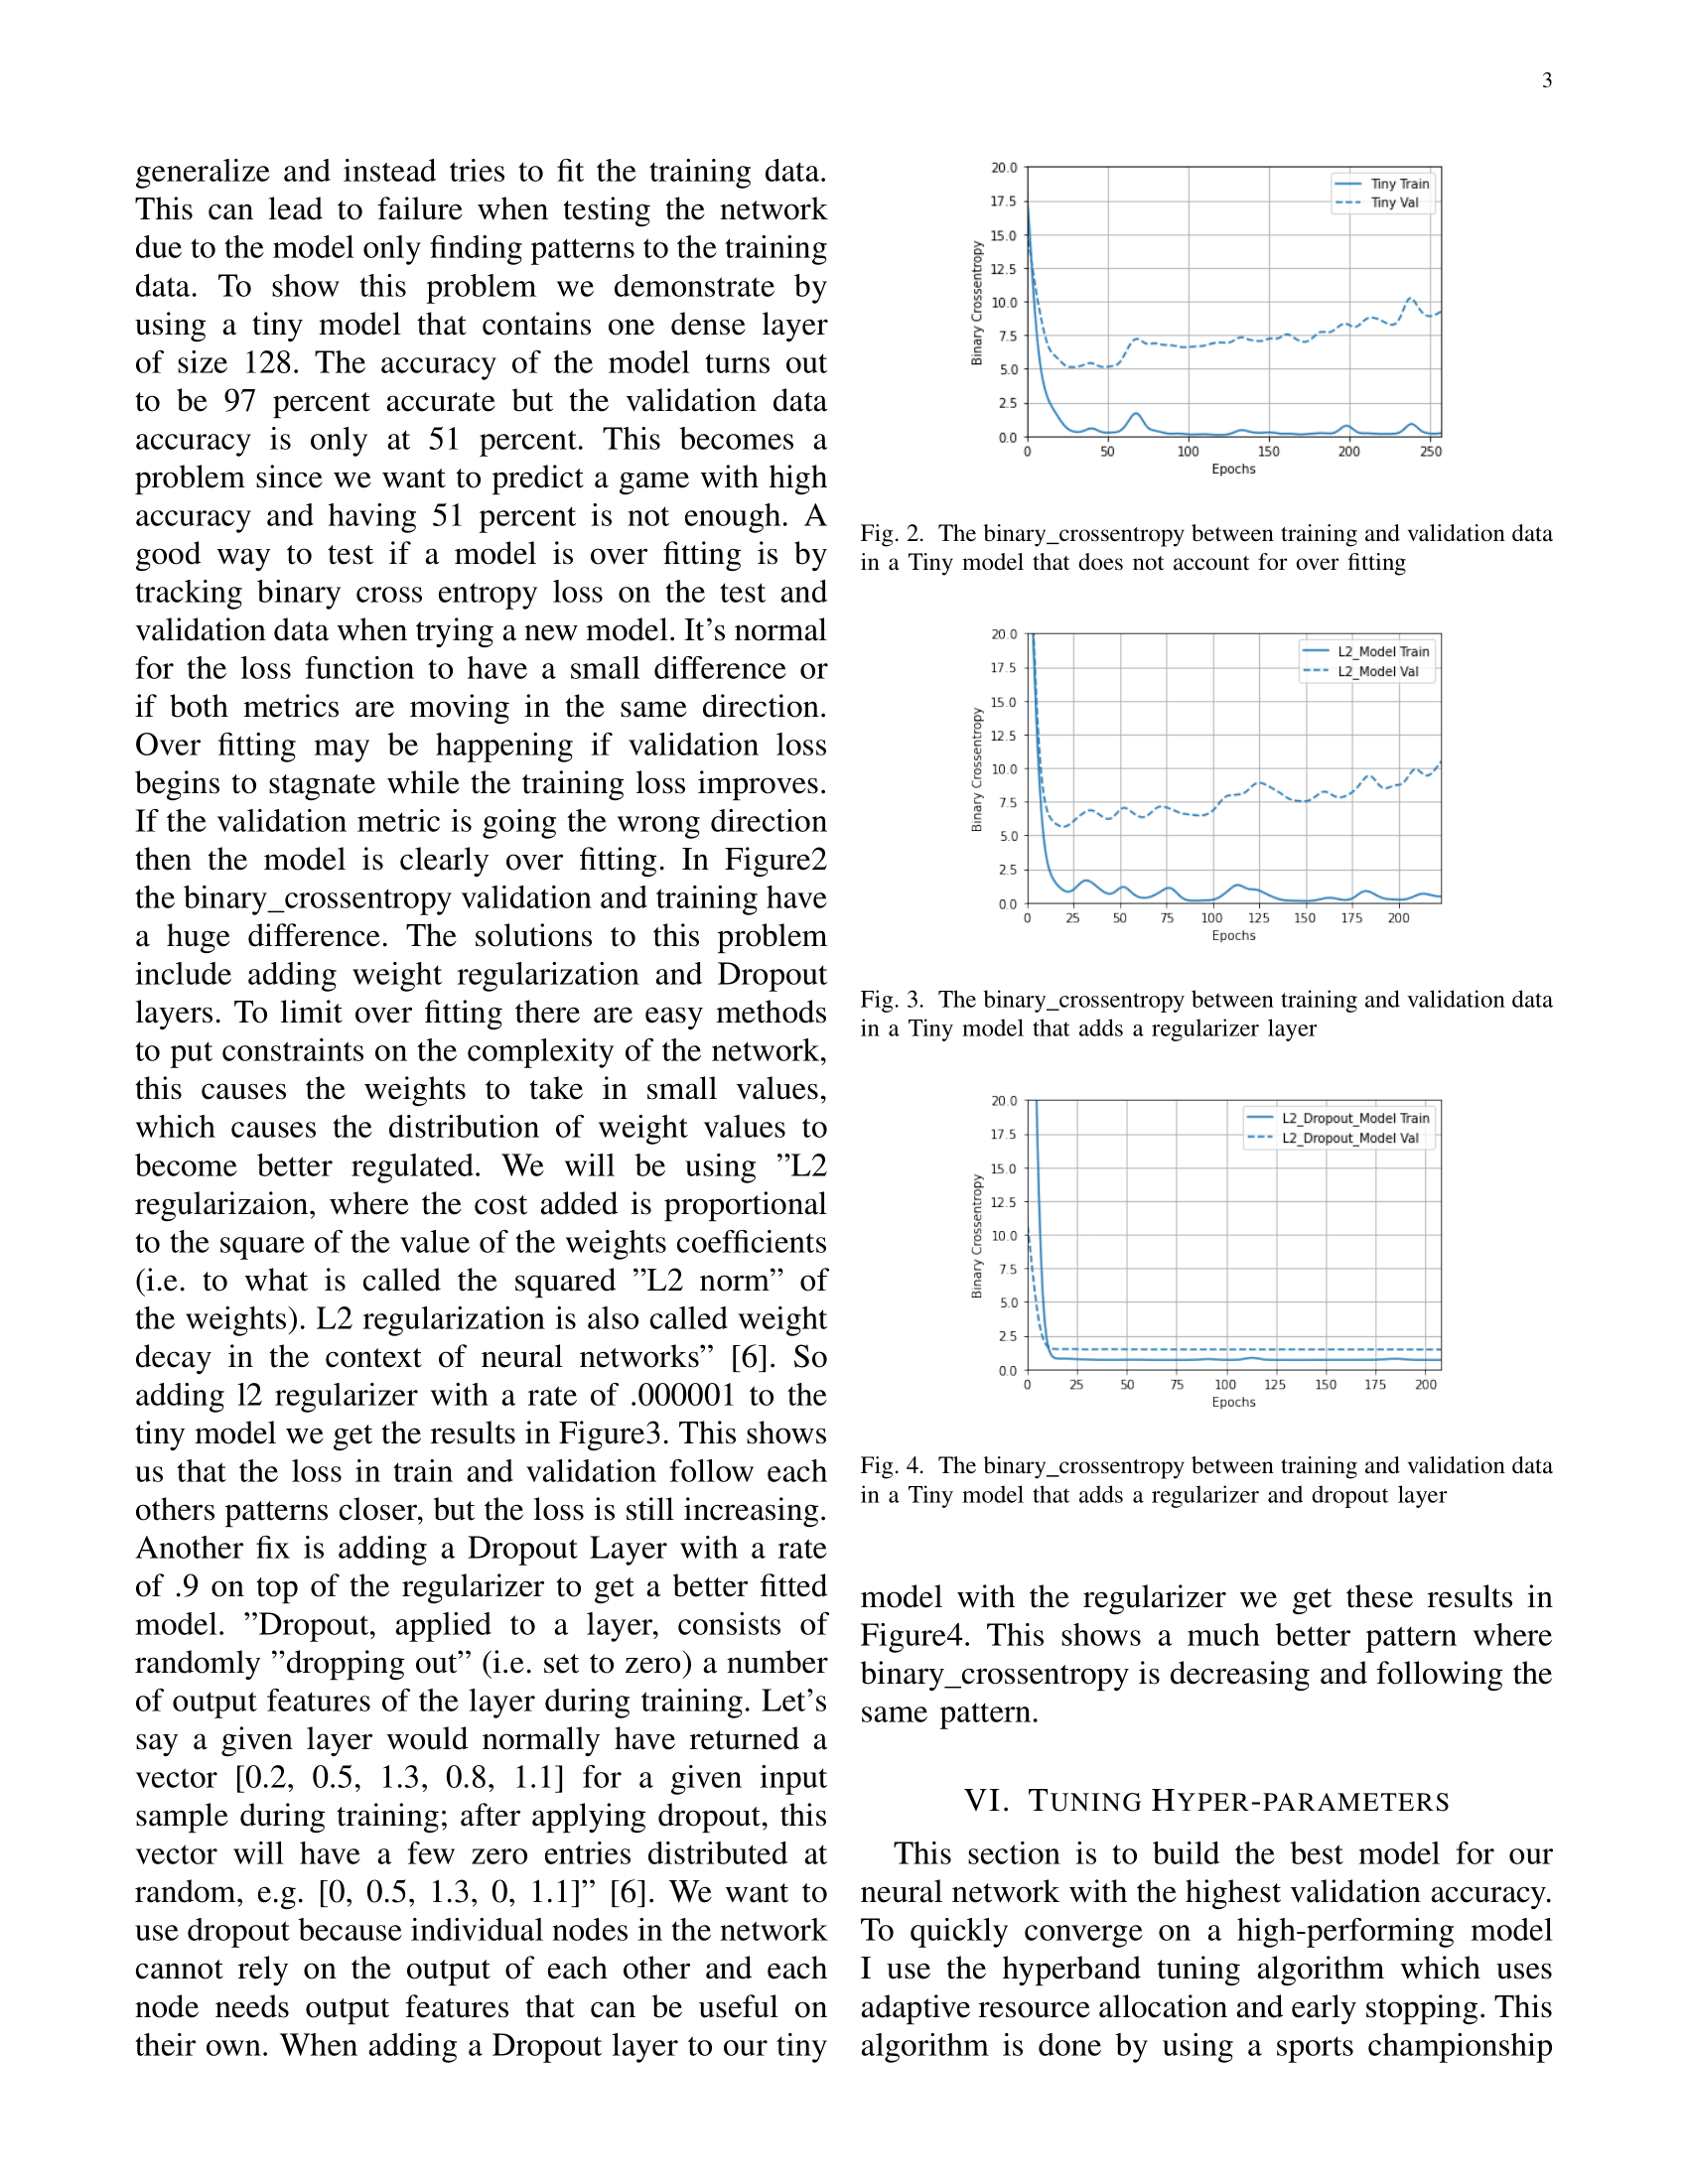 3
generalize and instead tries to fit the training data.
This can lead to failure when testing the network
due to the model only finding patterns to the training
data. To show this problem we demonstrate by
using a tiny model that contains one dense layer
of size 128. The accuracy of the model turns out
to be 97 percent accurate but the validation data
accuracy is only at 51 percent. This becomes a
problem since we want to predict a game with high
accuracy and having 51 percent is not enough. A
good way to test if a model is over fitting is by
tracking binary cross entropy loss on the test and
validation data when trying a new model. It's normal
for the loss function to have a small difference or
if both metrics are moving in the same direction.
Over fitting may be happening if validation loss
begins to stagnate while the training loss improves.
If the validation metric is going the wrong direction
then the model is clearly over fitting. In Figure2
the binary_crossentropy validation and training have
a huge difference. The solutions to this problem
include adding weight regularization and Dropout
layers. To limit over fitting there are easy methods
to put constraints on the complexity of the network,
this causes the weights to take in small values,
which causes the distribution of weight values to
become better regulated. We will be using ”L2
regularizaion, where the cost added is proportional
to the square of the value of the weights coefficients
(i.e. to what is called the squared ”L2 norm” of
the weights). L2 regularization is also called weight
decay in the context of neural networks” [6]. So
adding l2 regularizer with a rate of .000001 to the
tiny model we get the results in Figure3. This shows
us that the loss in train and validation follow each
others patterns closer, but the loss is still increasing.
Another fix is adding a Dropout Layer with a rate
of .9 on top of the regularizer to get a better fitted
model. ”Dropout, applied to a layer, consists of
randomly ”dropping out” (i.e. set to zero) a number
of output features of the layer during training. Let's
say a given layer would normally have returned a
vector [0.2, 0.5, 1.3, 0.8, 1.1] for a given input
sample during training; after applying dropout, this
vector will have a few zero entries distributed at
random, e.g. [0, 0.5, 1.3, 0, 1.1]” [6]. We want to
use dropout because individual nodes in the network
cannot rely on the output of each other and each
node needs output features that can be useful on
their own. When adding a Dropout layer to our tiny
20.0
17.5
15.0
12.5
10.0
7.5
5.0
2.5
0.0
Binary Crossentropy
Tiny Train
Tiny Val
0 50 100 150 200 250
Epochs
Fig. 2. The binary_crossentropy between training and validation data
in a Tiny model that does not account for over fitting
20.0
17.5
15.0
12.5
10.0
7.5
5.0
2.5
0.0
Binary Crossentropy
L2_Model Train
L2_Model Val
0 25 50 75 100 125 150 175 200
Epochs
Fig. 3. The binary_crossentropy between training and validation data
in a Tiny model that adds a regularizer layer
20.0
17.5
15.0
12.5
10.0
7.5
5.0
2.5
0.0
Binary Crossentropy
L2_Dropout_Model Train
L2_Dropout_Model Val
0 25 50 75 100 125 150 175 200
Epochs
Fig. 4. The binary_crossentropy between training and validation data
in a Tiny model that adds a regularizer and dropout layer
model with the regularizer we get these results in
Figure4. This shows a much better pattern where
binary_crossentropy is decreasing and following the
same pattern.
VI. TUNING HYPER-PARAMETERS
This section is to build the best model for our
neural network with the highest validation accuracy.
To quickly converge on a high-performing model
I use the hyperband tuning algorithm which uses
adaptive resource allocation and early stopping. This
algorithm is done by using a sports championship